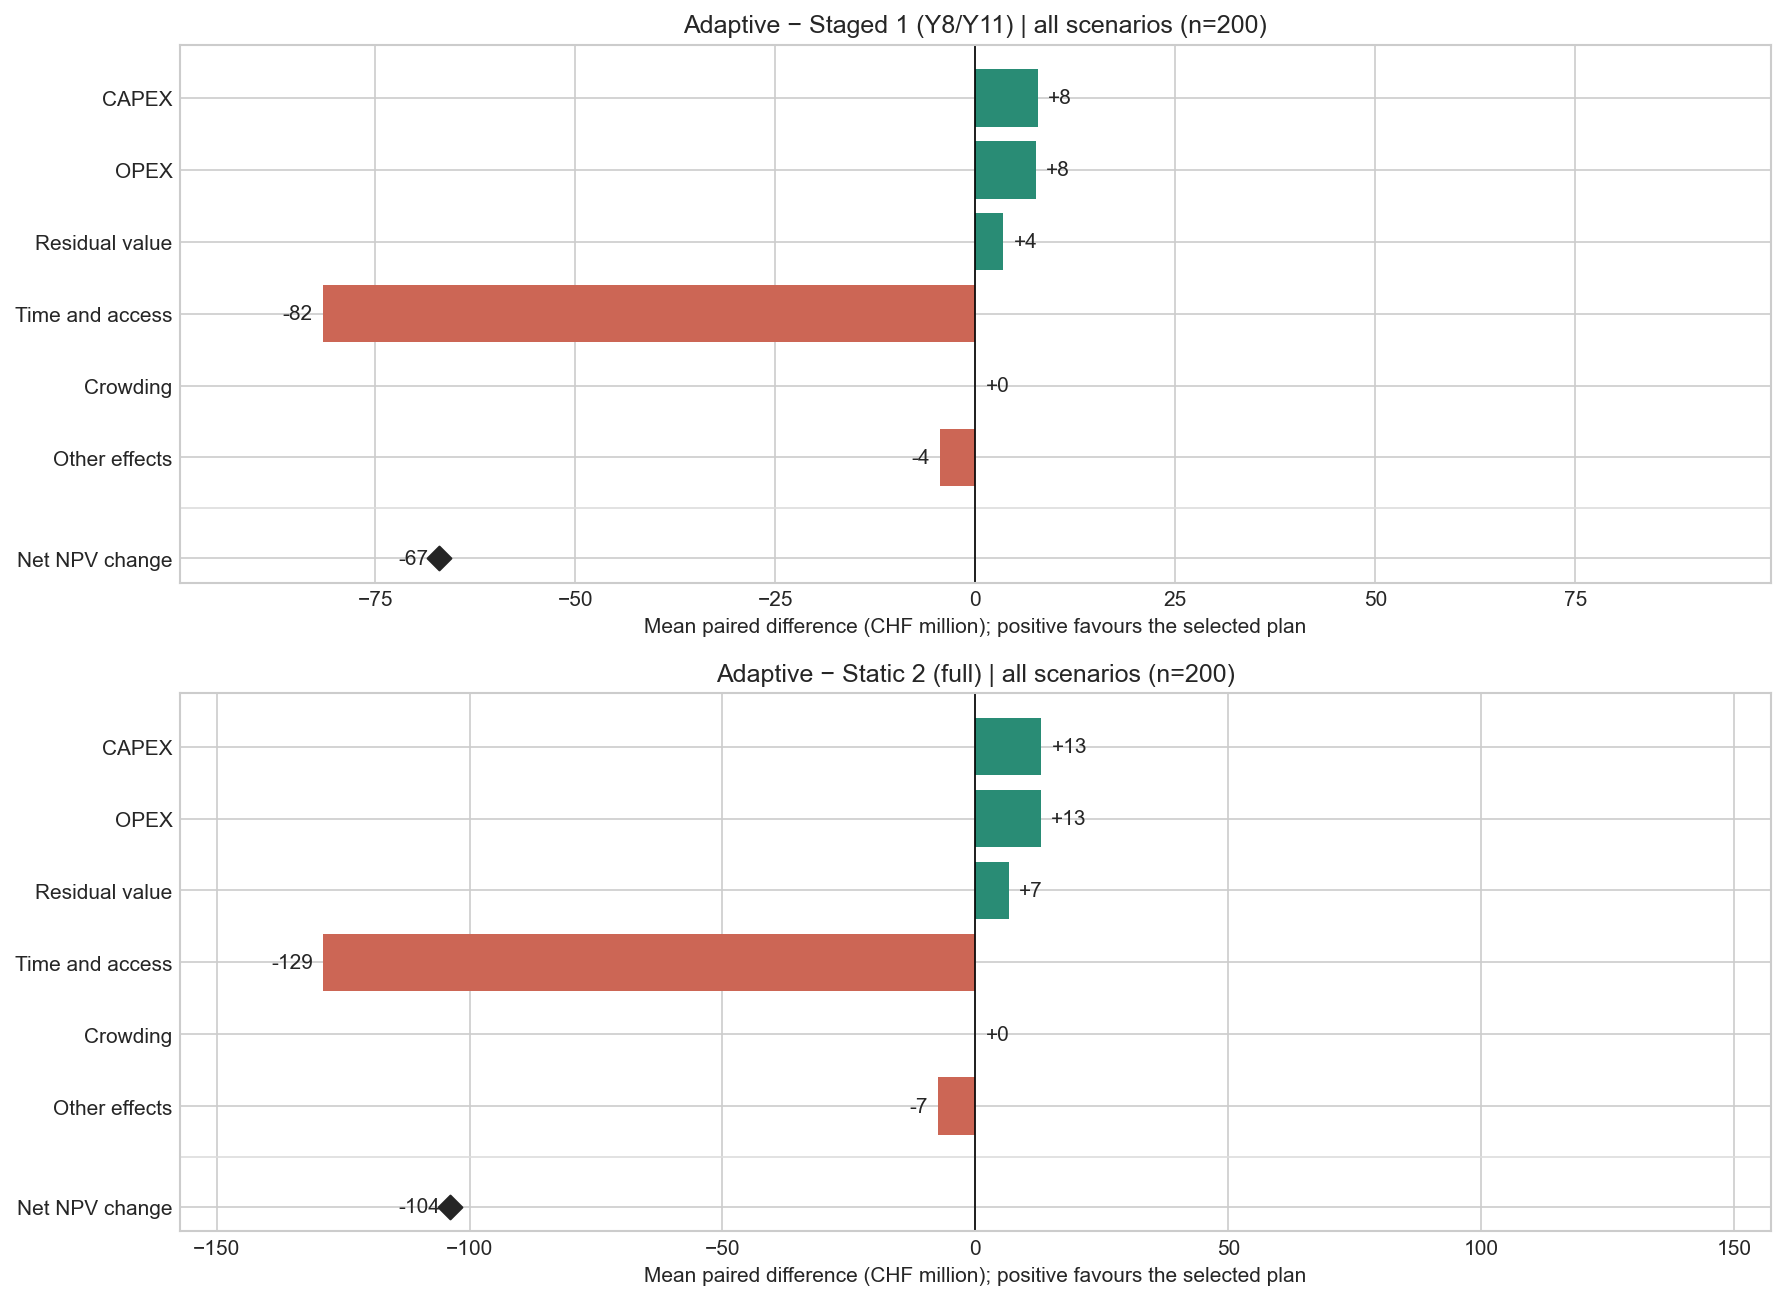 Adaptive − Staged 1 (Y8/Y11) | all scenarios (n=200)
CAPEX
+8
OPEX
+8
Residual value
+4
Time and access
-82
Crowding
+0
Other effects
-4
Net NPV change
-67
−75
−50
−25
0
25
50
75
Mean paired difference (CHF million); positive favours the selected plan
Adaptive − Static 2 (full) | all scenarios (n=200)
CAPEX
+13
OPEX
+13
Residual value
+7
Time and access
-129
Crowding
+0
Other effects
-7
Net NPV change
-104
−150
−100
−50
0
50
100
150
Mean paired difference (CHF million); positive favours the selected plan